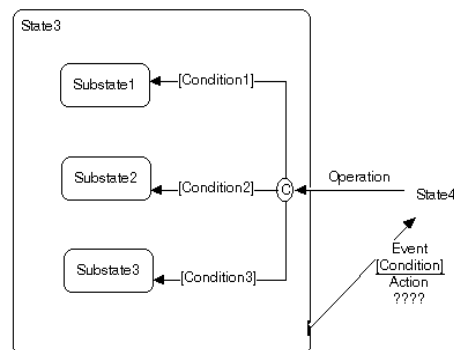 State3
Substate1
[Condition1]
Substate2
[Condition2]
C
Operation
State4
Substate3
[Condition3]
Event
[Condition]
Action
????